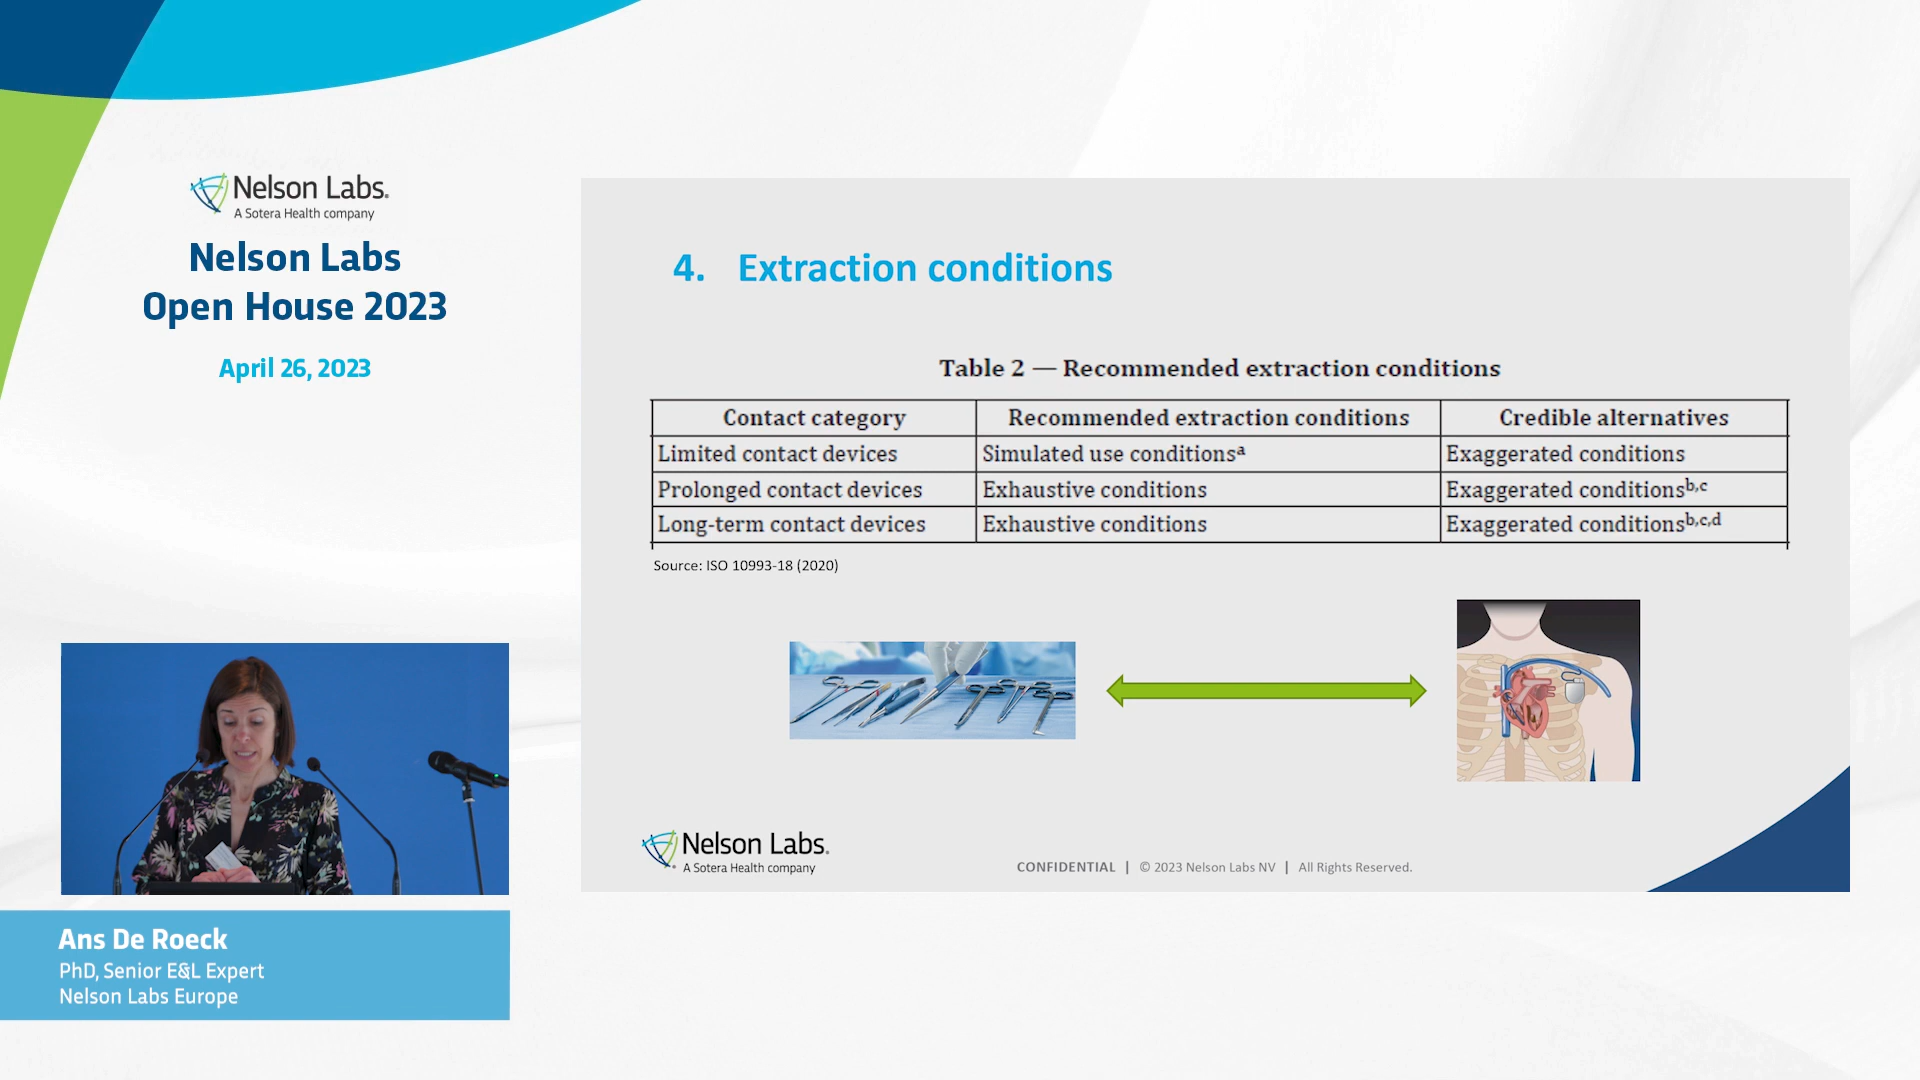 Nelson Labs.
A Sotera Health company
Nelson Labs
Open House 2023
April 26, 2023
4. Extraction conditions
Table 2 — Recommended extraction conditions
Contact category Recommended extraction conditions Credible alternatives
Limited contact devices Simulated use conditionsᵃ Exaggerated conditions
Prolonged contact devices Exhaustive conditions Exaggerated conditionsᵇ,ᶜ
Long-term contact devices Exhaustive conditions Exaggerated conditionsᵇ,ᶜ,ᵈ
Source: ISO 10993-18 (2020)
Nelson Labs.
A Sotera Health company
CONFIDENTIAL | © 2023 Nelson Labs NV | All Rights Reserved.
Ans De Roeck
PhD, Senior E&L Expert
Nelson Labs Europe